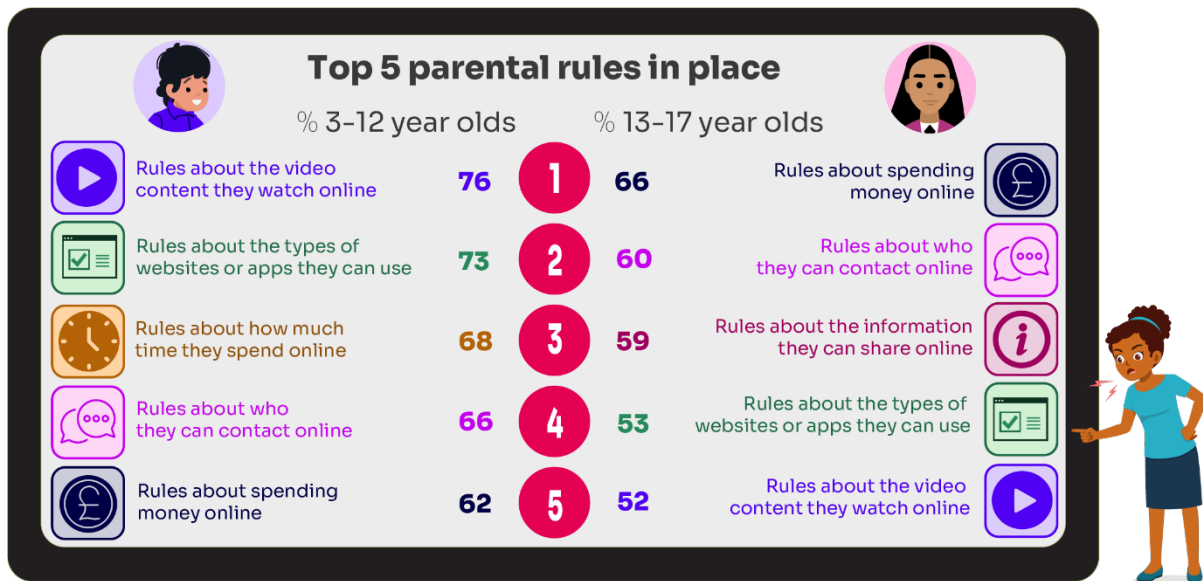 Top 5 parental rules in place
% 3-12 year olds
% 13-17 year olds
Rules about the video
content they watch online
76
1
66
Rules about spending
money online
£
Rules about the types of
websites or apps they can use
73
2
60
Rules about who
they can contact online
Rules about how much
time they spend online
68
3
59
Rules about the information
they can share online
i
Rules about who
they can contact online
66
4
53
Rules about the types of
websites or apps they can use
£
Rules about spending
money online
62
5
52
Rules about the video
content they watch online